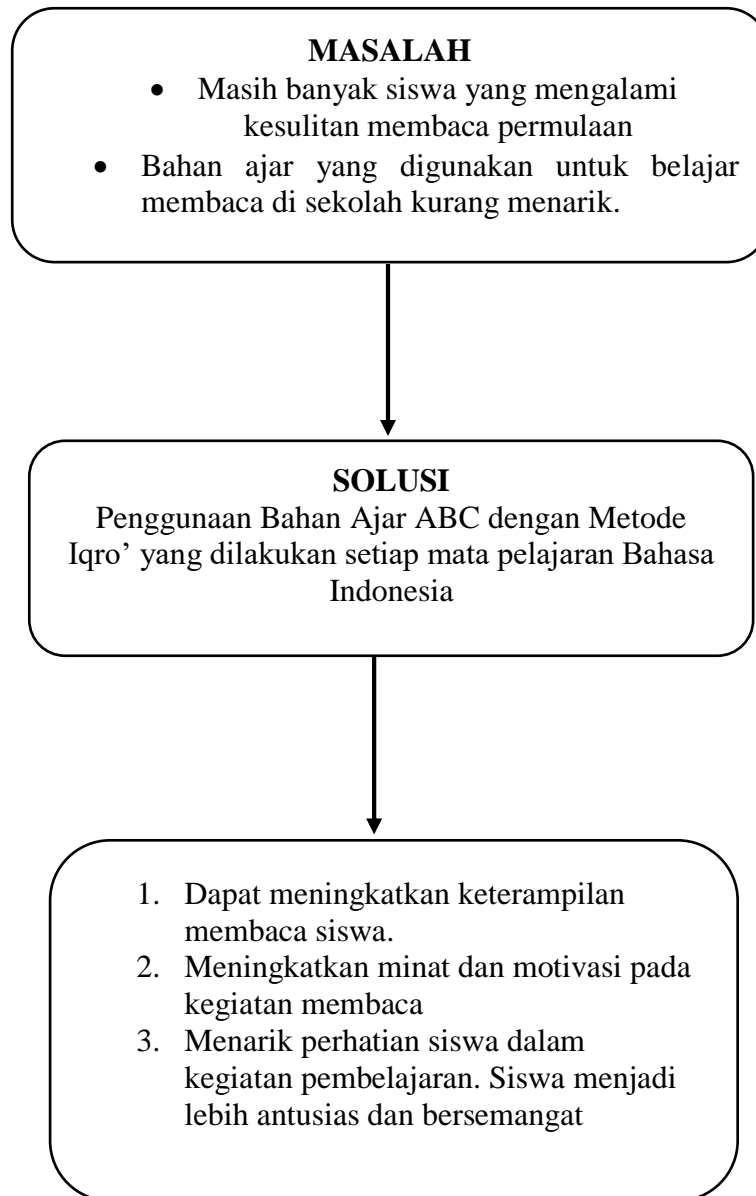 MASALAH
• Masih banyak siswa yang mengalami
kesulitan membaca permulaan
• Bahan ajar yang digunakan untuk belajar
membaca di sekolah kurang menarik.
SOLUSI
Penggunaan Bahan Ajar ABC dengan Metode
Iqro’ yang dilakukan setiap mata pelajaran Bahasa
Indonesia
1. Dapat meningkatkan keterampilan
membaca siswa.
2. Meningkatkan minat dan motivasi pada
kegiatan membaca
3. Menarik perhatian siswa dalam
kegiatan pembelajaran. Siswa menjadi
lebih antusias dan bersemangat